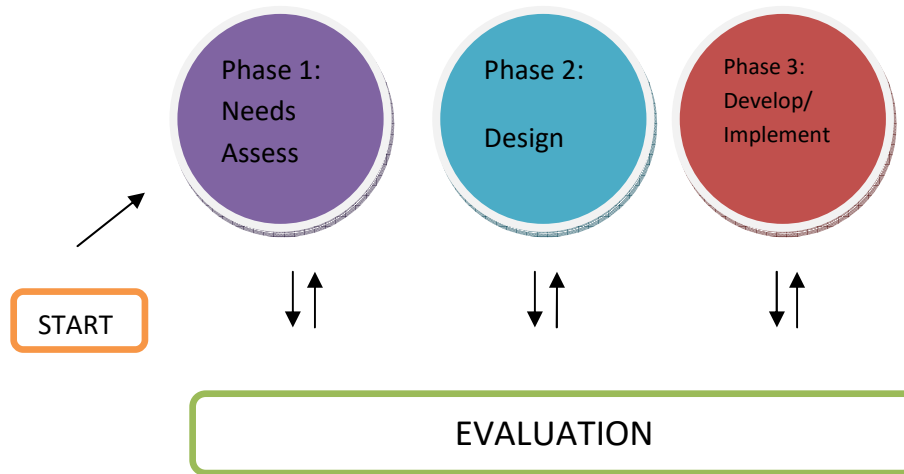 Phase 1:
Needs
Assess
Phase 2:
Design
Phase 3:
Develop/
Implement
START
EVALUATION